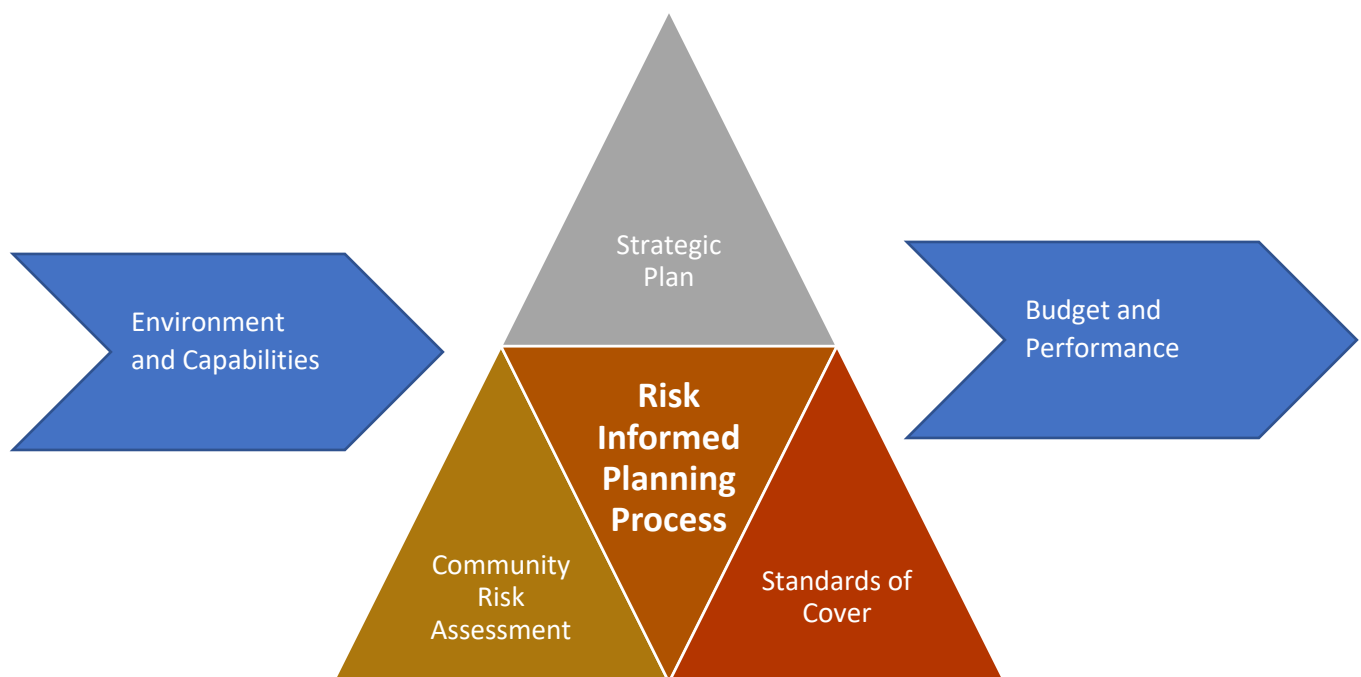 Strategic
Plan
Environment
and Capabilities
Budget and
Performance
Risk
Informed
Planning
Process
Community
Risk
Assessment
Standards of
Cover